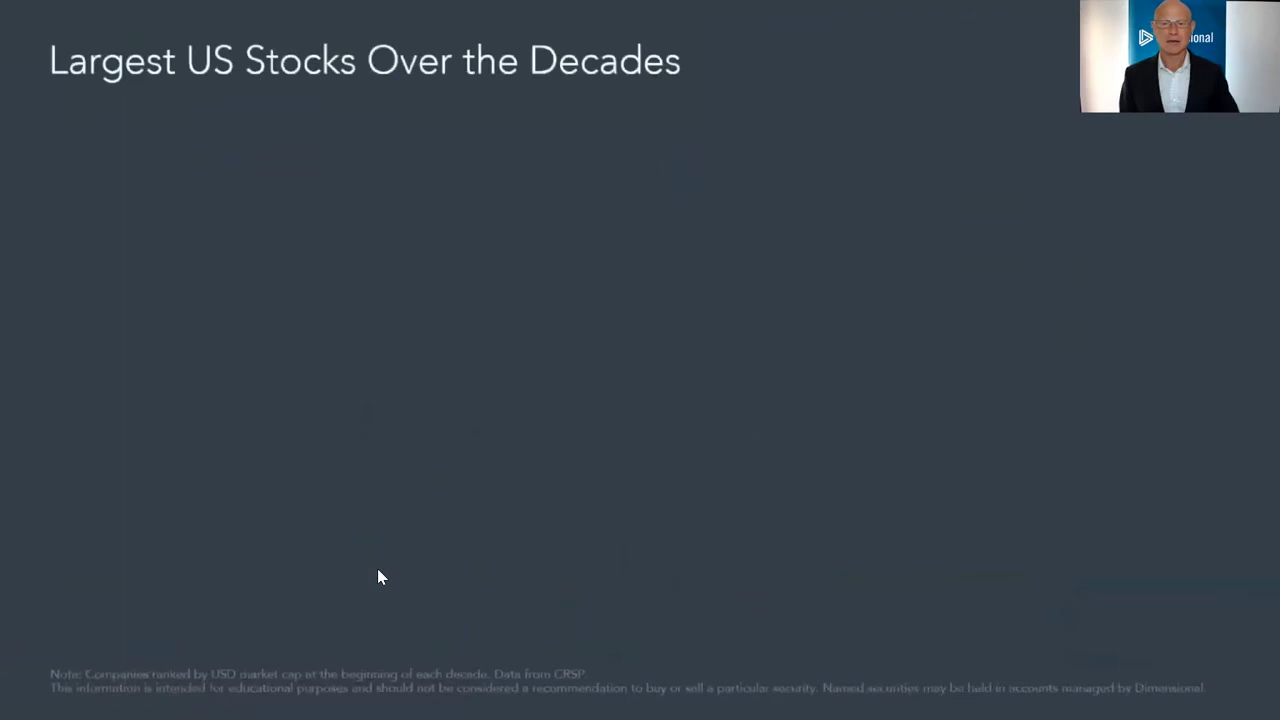 Largest US Stocks Over the Decades
onal
Note: Companies ranked by USD market cap at the beginning of each decade. Data from CRSP.
This information is intended for educational purposes and should not be considered a recommendation to buy or sell a particular security. Named securities may be held in accounts managed by Dimensional.